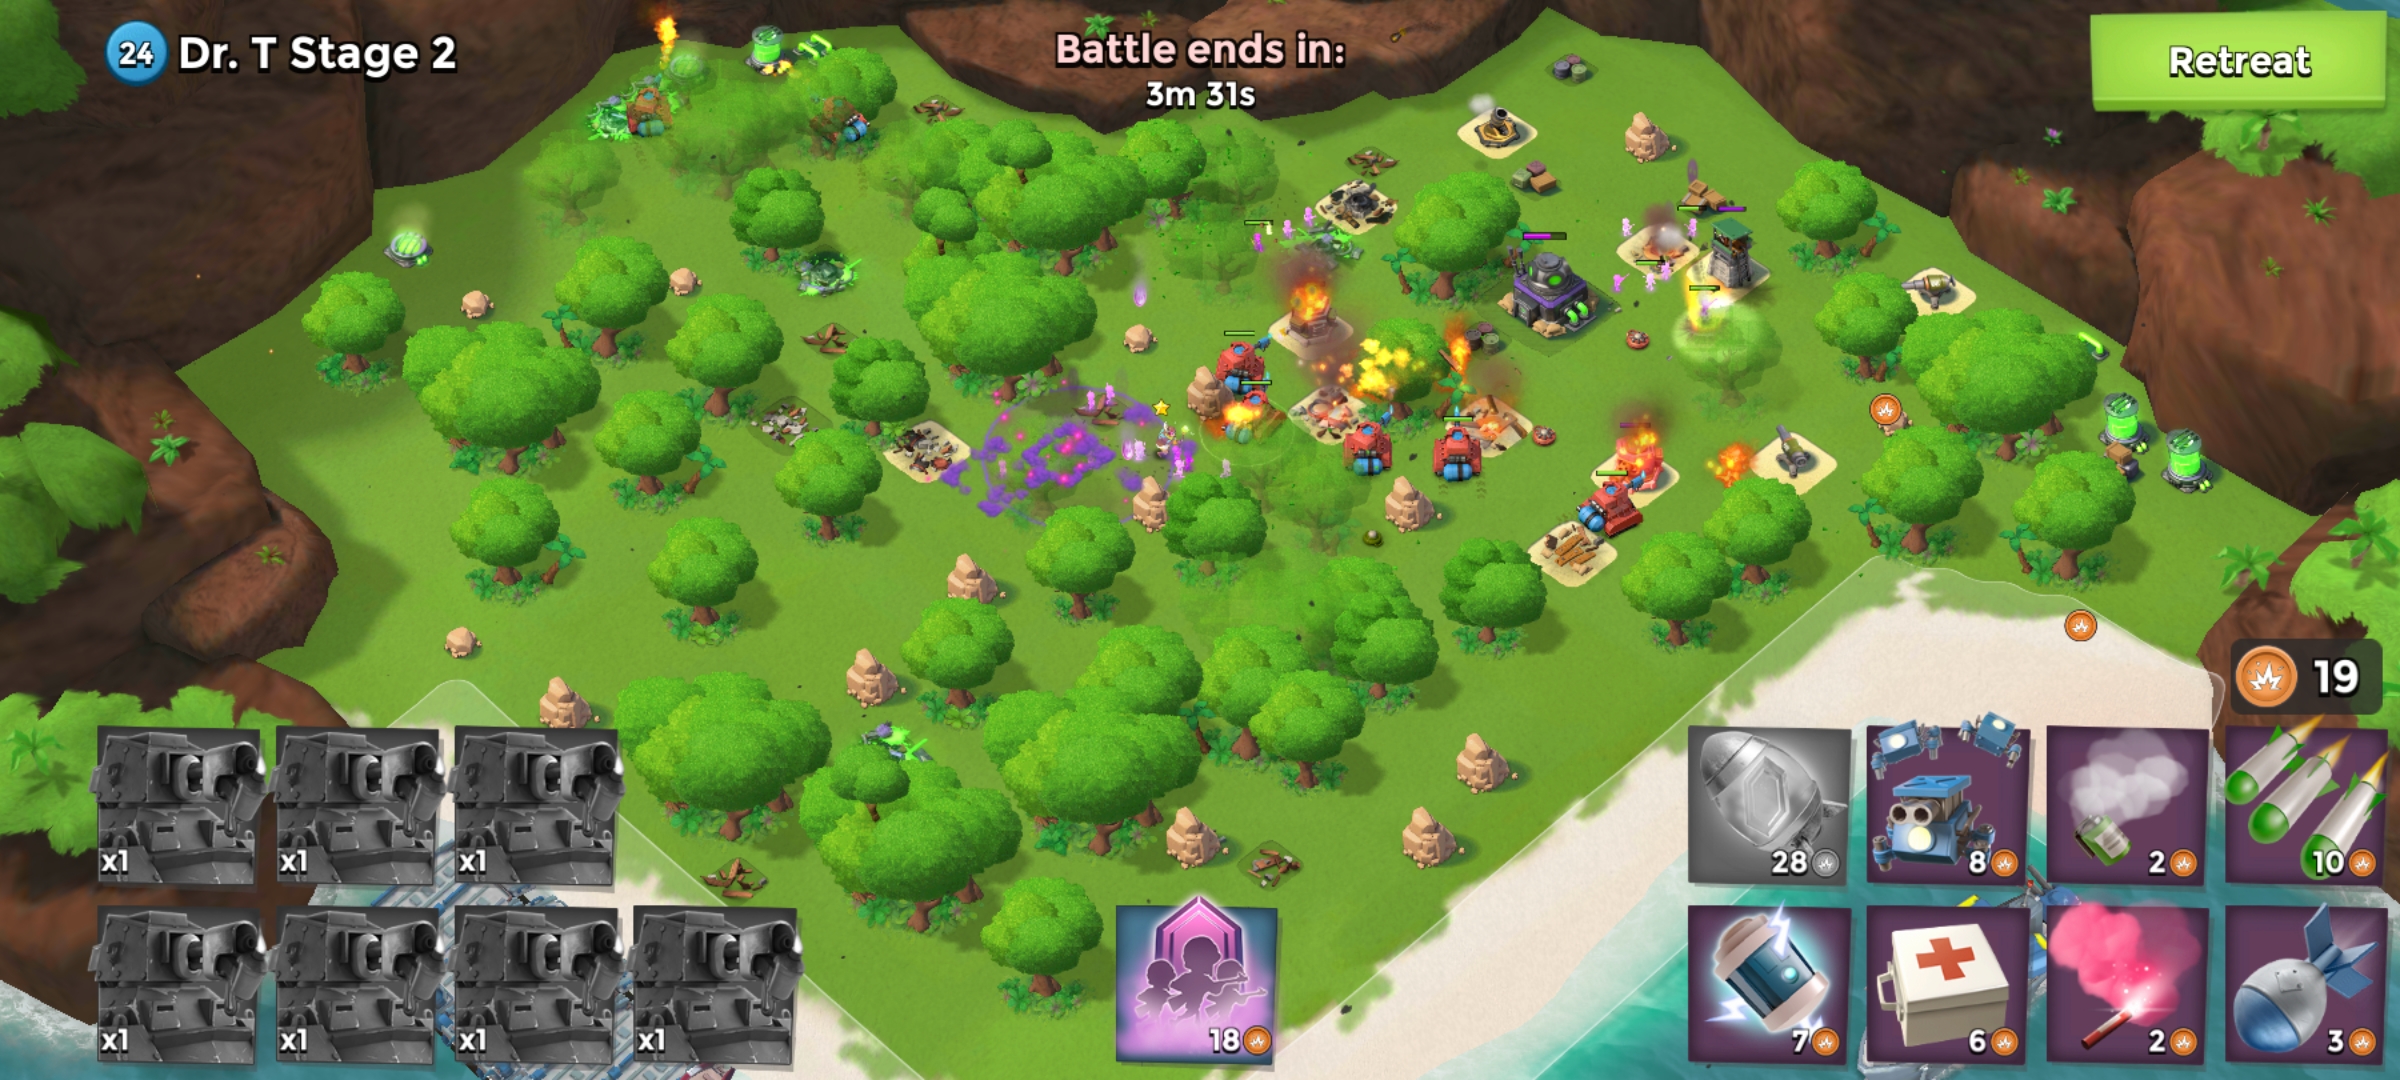 24 Dr. T Stage 2
Battle ends in:
3m 31s
Retreat
19
x1
x1
x1
28
8
2
10
x1
x1
x1
x1
18
7
6
2
3